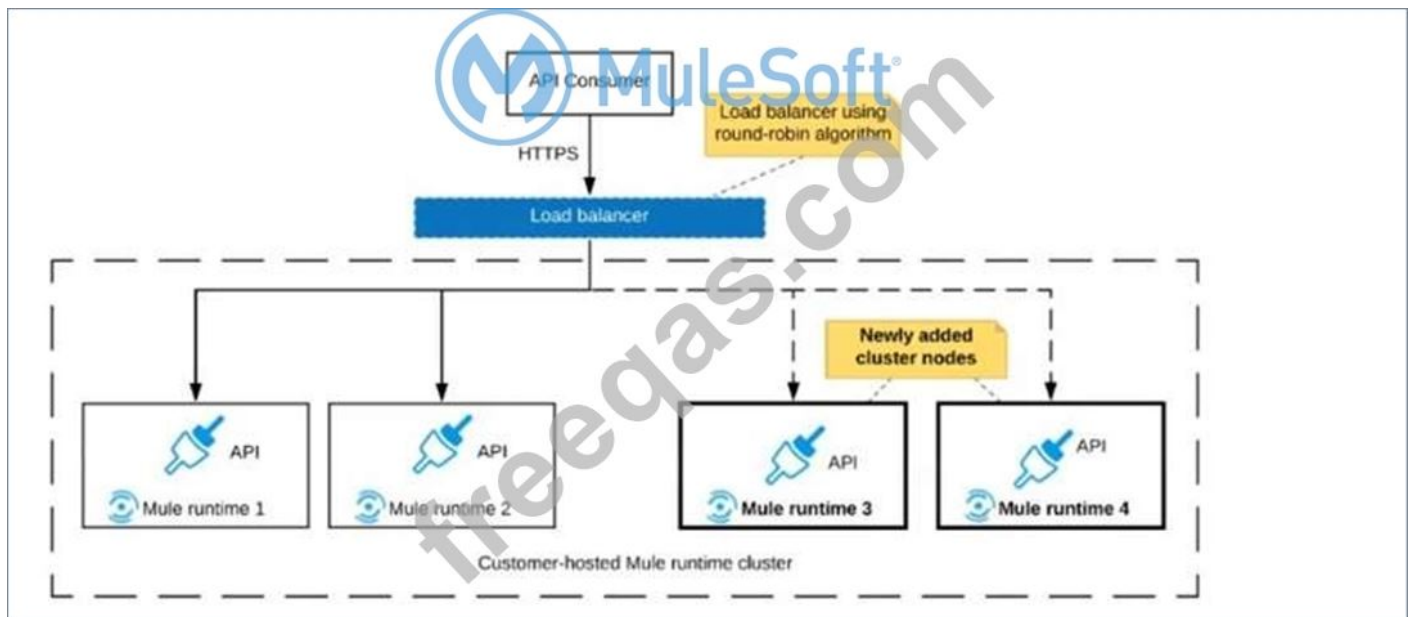 MuleSoft®
API Consumer
Load balancer using
round-robin algorithm
HTTPS
Load balancer
Newly added
cluster nodes
API
API
API
API
Mule runtime 1
Mule runtime 2
Mule runtime 3
Mule runtime 4
Customer-hosted Mule runtime cluster
freeqas.com